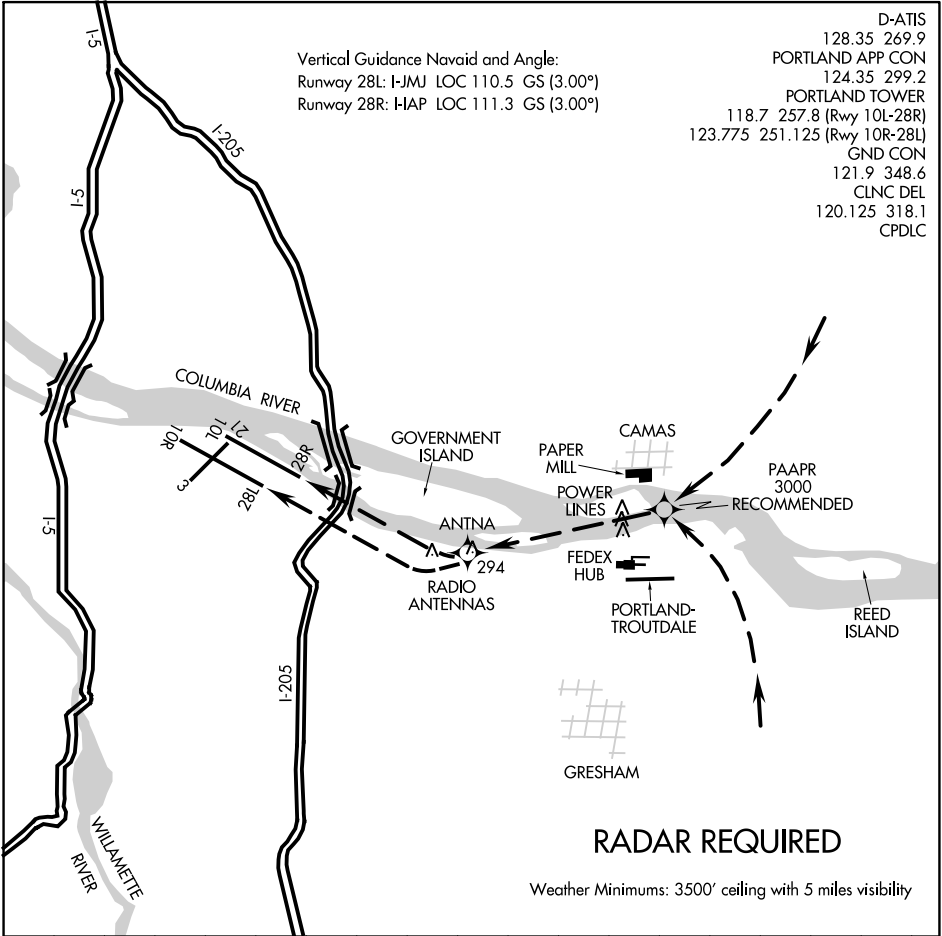 D-ATIS
128.35 269.9
PORTLAND APP CON
124.35 299.2
PORTLAND TOWER
118.7 257.8 (Rwy 10L-28R)
123.775 251.125 (Rwy 10R-28L)
GND CON
121.9 348.6
CLNC DEL
120.125 318.1
CPDLC
Vertical Guidance Navaid and Angle:
Runway 28L: I-JMJ LOC 110.5 GS (3.00°)
Runway 28R: I-IAP LOC 111.3 GS (3.00°)
I-5
I-205
I-5
COLUMBIA RIVER
10R
10L
21
28R
3
28L
GOVERNMENT
ISLAND
CAMAS
PAPER
MILL
POWER
LINES
PAAPR
3000
RECOMMENDED
ANTNA
294
RADIO
ANTENNAS
FEDEX
HUB
PORTLAND-
TROUTDALE
REED
ISLAND
I-5
I-205
GRESHAM
WILLAMETTE
RIVER
RADAR REQUIRED
Weather Minimums: 3500' ceiling with 5 miles visibility